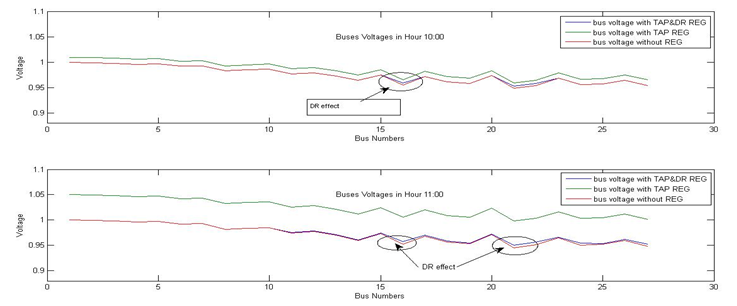 Buses Voltages in Hour 10:00
bus voltage with TAP&DR REG
bus voltage with TAP REG
bus voltage without REG
DR effect
Voltage
1.1
1.05
1
0.95
0.9
0 5 10 15 20 25 30
Bus Numbers
Buses Voltages in Hour 11:00
bus voltage with TAP&DR REG
bus voltage with TAP REG
bus voltage without REG
DR effect
Voltage
1.1
1.05
1
0.95
0.9
0 5 10 15 20 25 30
Bus Numbers